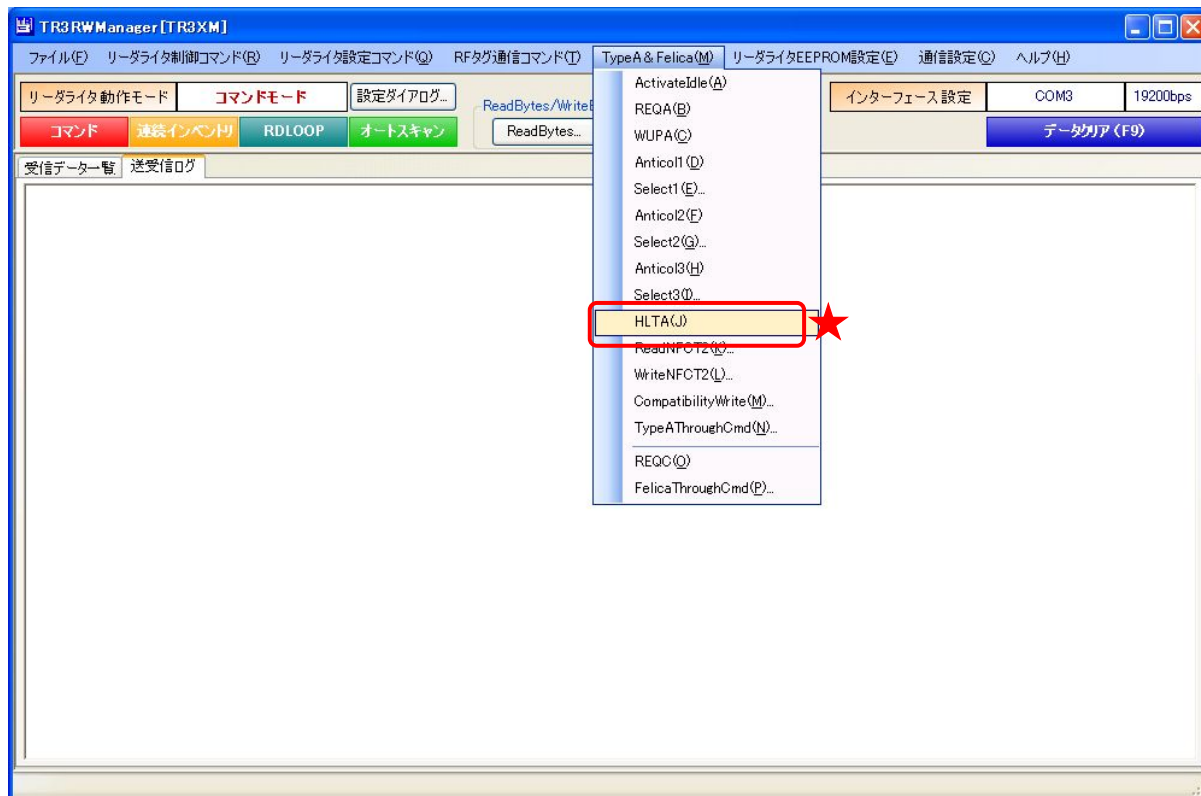 TR3RWManager[TR3XM]
ファイル(F) リーダライタ制御コマンド(R) リーダライタ設定コマンド(Q) RFタグ通信コマンド(T) TypeA&Felica(M) リーダライタEEPROM設定(E) 通信設定(C) ヘルプ(H)
リーダライタ動作モード コマンドモード 設定ダイアログ... ReadBytes/Write インターフェース設定 COM3 19200bps
コマンド 連続インベントリ RDLOOP オートスキャン ReadBytes... データクリア(F9)
受信データ一覧 送受信ログ
ActivateIdle(A)
REQA(B)
WUPA(C)
Anticol1(D)
Select1(E)...
Anticol2(F)
Select2(G)...
Anticol3(H)
Select3(I)...
HLTA(J)
ReadNFCT2(K)...
WriteNFCT2(L)...
CompatibilityWrite(M)...
TypeAThroughCmd(N)...
REQC(O)
FelicaThroughCmd(P)...